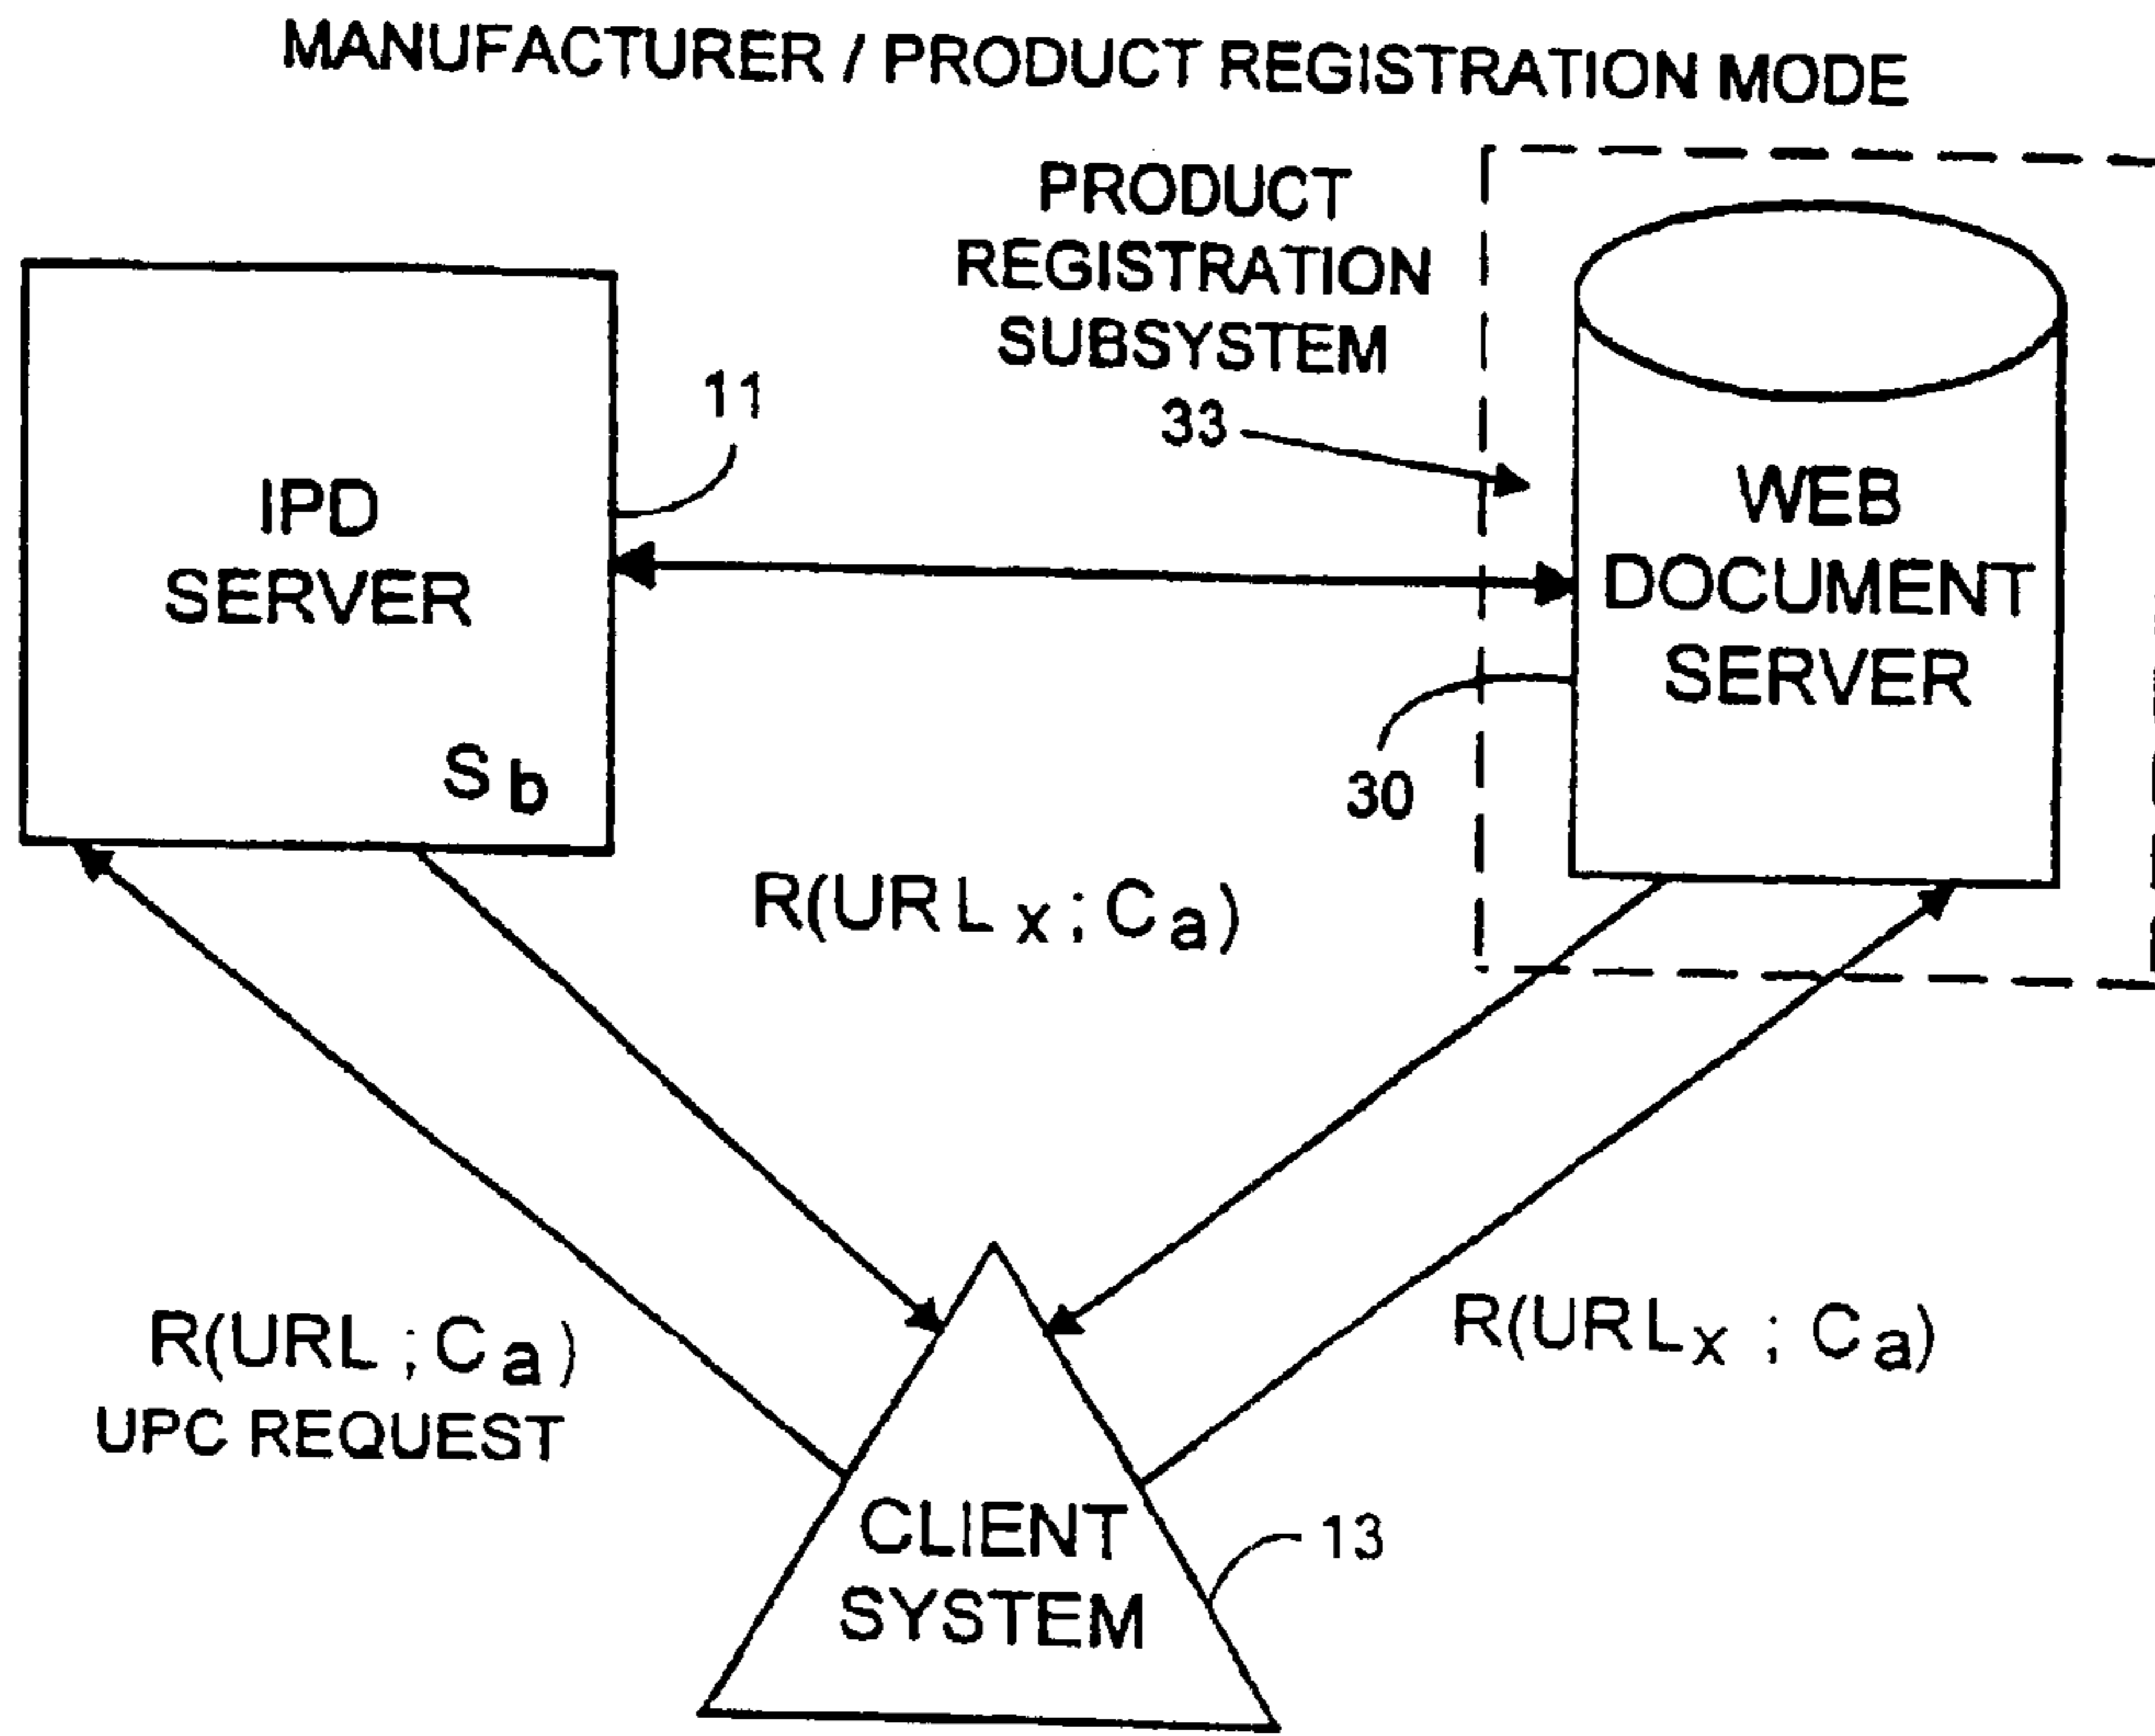 MANUFACTURER / PRODUCT REGISTRATION MODE
PRODUCT
REGISTRATION
SUBSYSTEM
33
11
IPD
SERVER
Sb
WEB
DOCUMENT
SERVER
30
R(URLx ; Ca)
R(URL ; Ca)
UPC REQUEST
R(URLx ; Ca)
CLIENT
SYSTEM
13